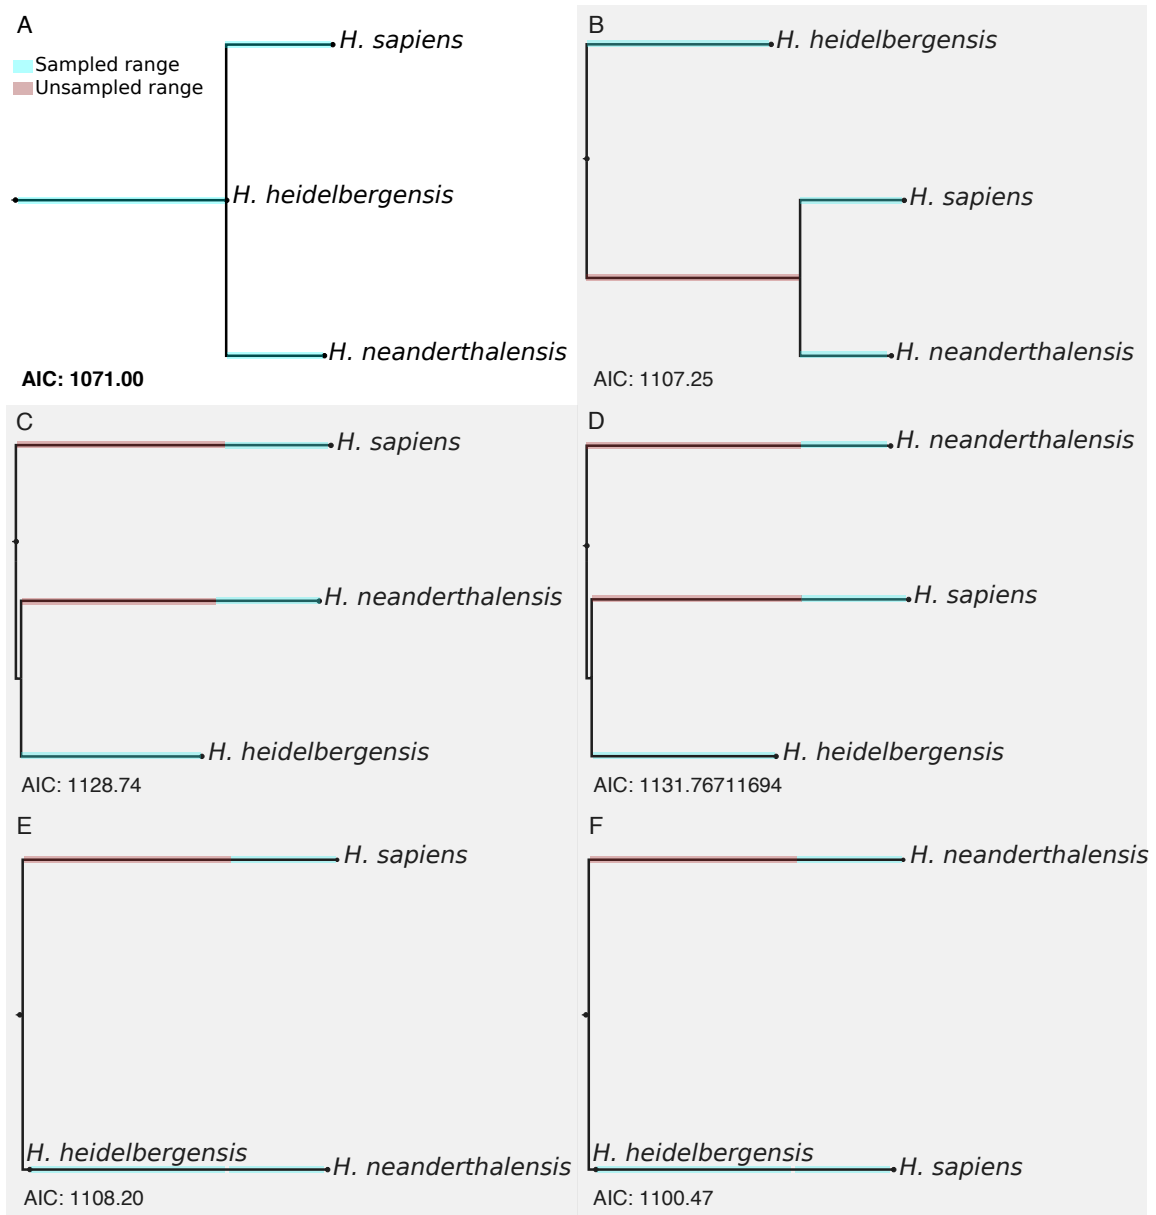 A
H. sapiens
Sampled range
Unsampled range
H. heidelbergensis
H. neanderthalensis
AIC: 1071.00
B
H. heidelbergensis
H. sapiens
H. neanderthalensis
AIC: 1107.25
C
H. sapiens
H. neanderthalensis
H. heidelbergensis
AIC: 1128.74
D
H. neanderthalensis
H. sapiens
H. heidelbergensis
AIC: 1131.76711694
E
H. sapiens
H. heidelbergensis
H. neanderthalensis
AIC: 1108.20
F
H. neanderthalensis
H. heidelbergensis
H. sapiens
AIC: 1100.47